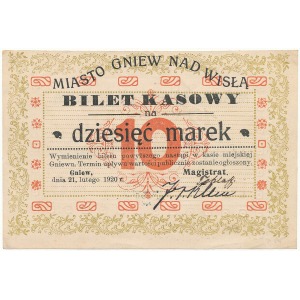 MIASTO GNIEW NAD WISŁĄ
BILET KASOWY
na
10
dziesięć marek
Wymienienie biletu powyższego nastąpi w kasie miejskiej
Gniewu. Termin upływu wartości publicznie zostanie ogłoszony.
Gniew, Magistrat.
dnia 21. lutego 1920 r.